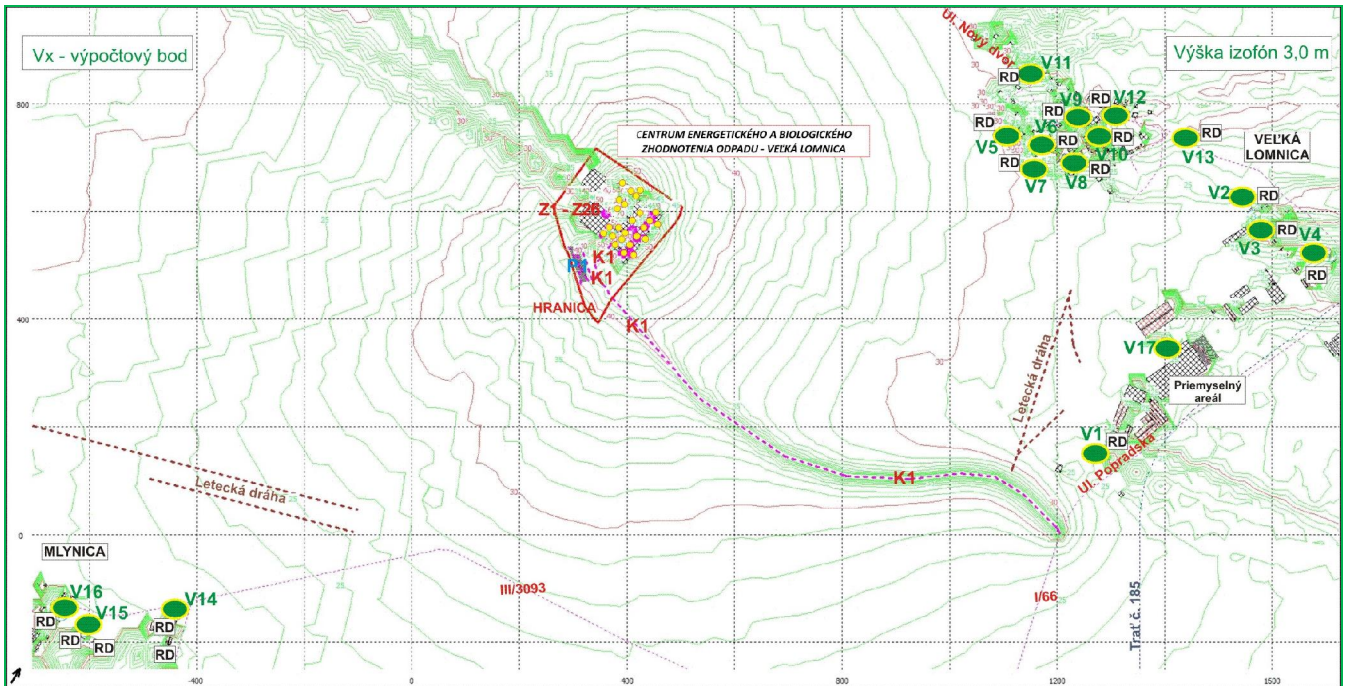 Vx - výpočtový bod
Výška izofón 3,0 m
Ul. Nový dvor
V11
RD
CENTRUM ENERGETICKÉHO A BIOLOGICKÉHO
ZHODNOTENIA ODPADU - VEĽKÁ LOMNICA
800
RD
V9
RD
V12
RD
V5
V6
RD
V10
RD
V13
VEĽKÁ
LOMNICA
RD
V7
V8
RD
V2
RD
V3
RD
V4
RD
K1
K1
HRANICA
K1
400
Letecká dráha
V17
Priemyselný
areál
V1
RD
Ul. Popradská
K1
Letecká dráha
0
MLYNICA
V16
V15
V14
RD
RD
RD
RD
RD
III/3093
I/66
Trať č. 185
-400
0
400
800
1200
1500